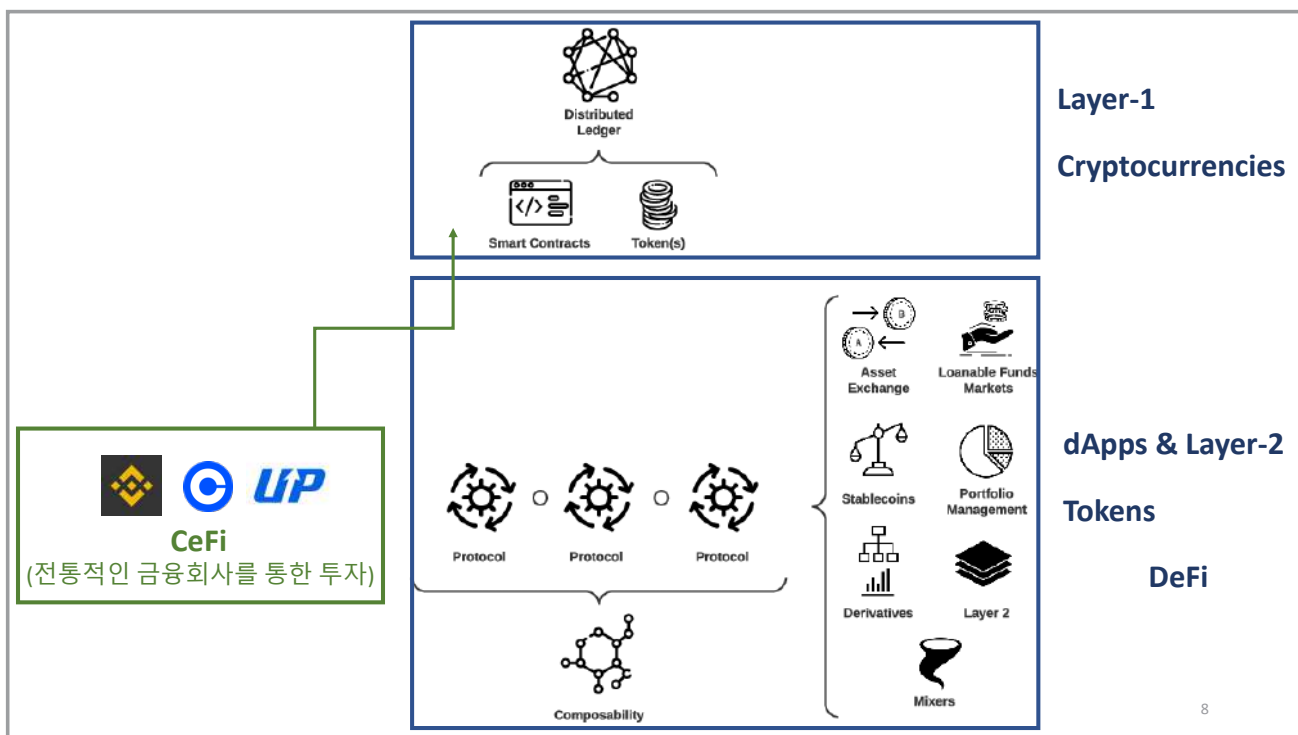 Distributed
Ledger
</>
Smart Contracts
Token(s)
Layer-1
Cryptocurrencies
UP
CeFi
(전통적인 금융회사를 통한 투자)
Protocol
Protocol
Protocol
Composability
B
A
Asset
Exchange
Loanable Funds
Markets
Stablecoins
Portfolio
Management
Derivatives
Layer 2
Mixers
dApps & Layer-2
Tokens
DeFi
8